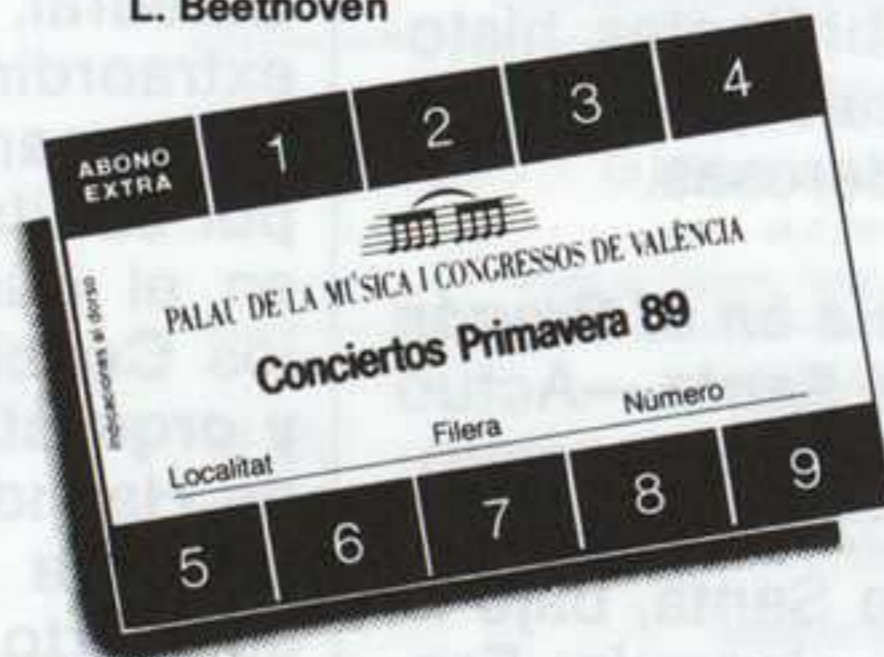 L. Beethoven
ABONO
EXTRA
1 2 3 4
PALAU DE LA MÚSICA I CONGRESSOS DE VALÈNCIA
Conciertos Primavera 89
Indicaciones al dorso
Localitat Filera Número
5 6 7 8 9